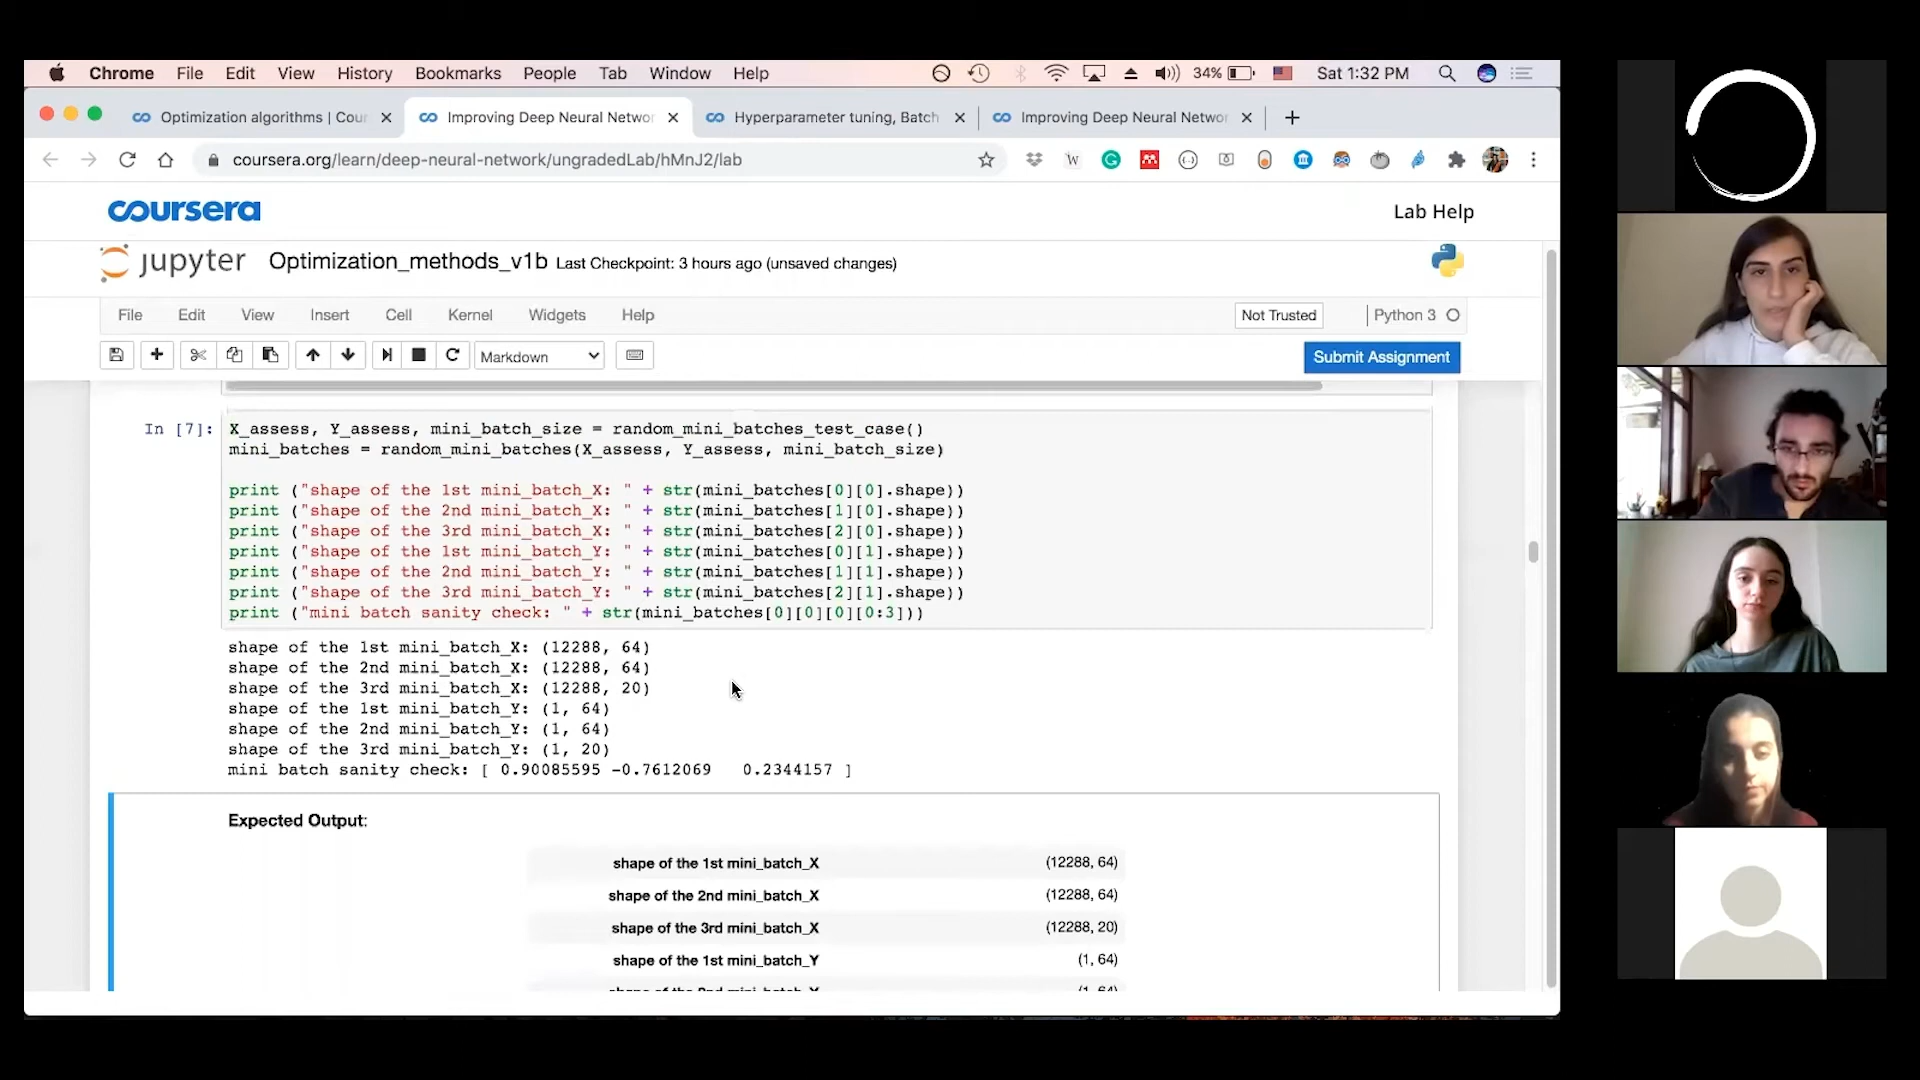 Chrome File Edit View History Bookmarks People Tab Window Help 34% Sat 1:32 PM
Optimization algorithms | Cour Improving Deep Neural Networ Hyperparameter tuning, Batch Improving Deep Neural Networ
coursera.org/learn/deep-neural-network/ungradedLab/hMnJ2/lab
coursera Lab Help
jupyter Optimization_methods_v1b Last Checkpoint: 3 hours ago (unsaved changes)
File Edit View Insert Cell Kernel Widgets Help Not Trusted Python 3
Markdown Submit Assignment
In [7]: X_assess, Y_assess, mini_batch_size = random_mini_batches_test_case()
mini_batches = random_mini_batches(X_assess, Y_assess, mini_batch_size)
print ("shape of the 1st mini_batch_X: " + str(mini_batches[0][0].shape))
print ("shape of the 2nd mini_batch_X: " + str(mini_batches[1][0].shape))
print ("shape of the 3rd mini_batch_X: " + str(mini_batches[2][0].shape))
print ("shape of the 1st mini_batch_Y: " + str(mini_batches[0][1].shape))
print ("shape of the 2nd mini_batch_Y: " + str(mini_batches[1][1].shape))
print ("shape of the 3rd mini_batch_Y: " + str(mini_batches[2][1].shape))
print ("mini batch sanity check: " + str(mini_batches[0][0][0][0:3]))
shape of the 1st mini_batch_X: (12288, 64)
shape of the 2nd mini_batch_X: (12288, 64)
shape of the 3rd mini_batch_X: (12288, 20)
shape of the 1st mini_batch_Y: (1, 64)
shape of the 2nd mini_batch_Y: (1, 64)
shape of the 3rd mini_batch_Y: (1, 20)
mini batch sanity check: [ 0.90085595 -0.7612069 0.2344157 ]
Expected Output:
shape of the 1st mini_batch_X (12288, 64)
shape of the 2nd mini_batch_X (12288, 64)
shape of the 3rd mini_batch_X (12288, 20)
shape of the 1st mini_batch_Y (1, 64)